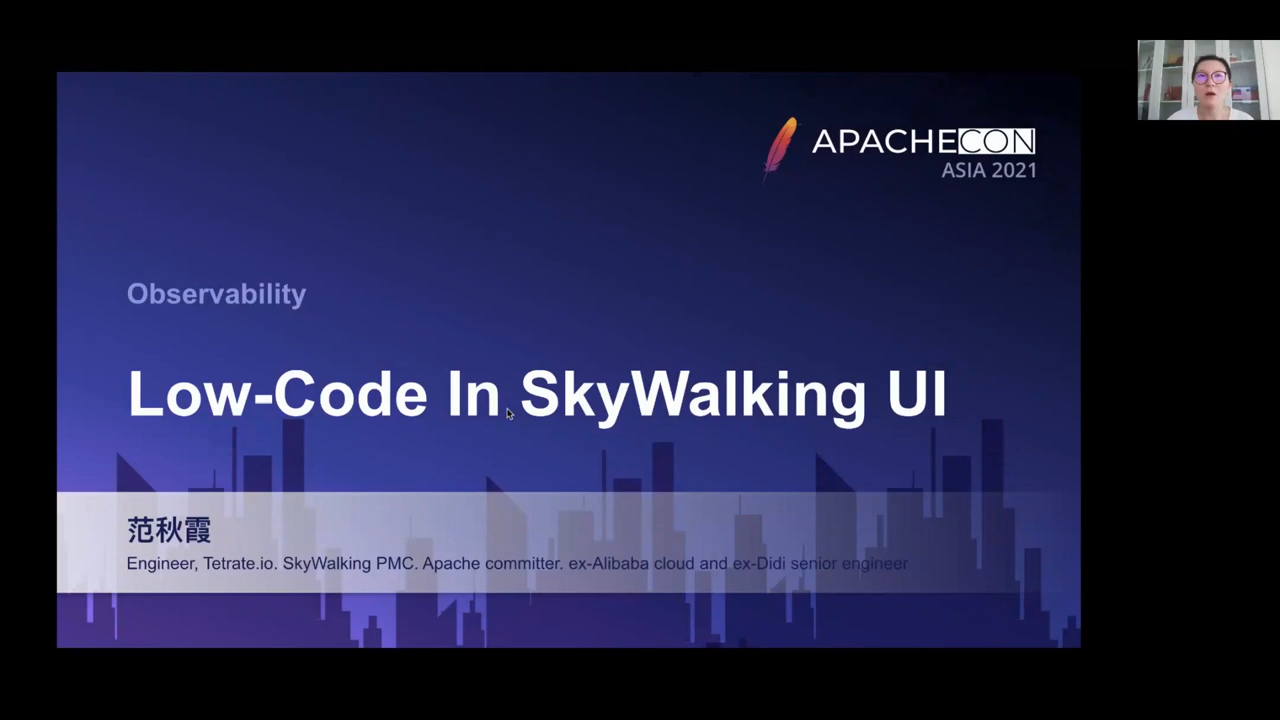 APACHECON
ASIA 2021
Observability
Low-Code In SkyWalking UI
范秋霞
Engineer, Tetrate.io. SkyWalking PMC. Apache committer. ex-Alibaba cloud and ex-Didi senior engineer